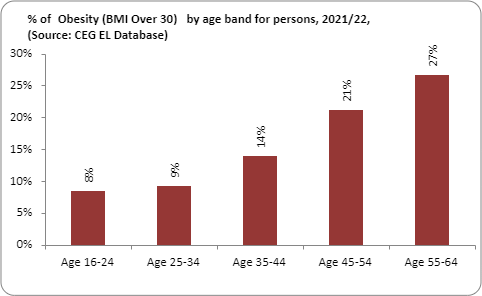 % of  Obesity (BMI Over 30)   by age band for persons, 2021/22,
(Source: CEG EL Database)
30%
25%
20%
15%
10%
5%
0%
8%
9%
14%
21%
27%
Age 16-24
Age 25-34
Age 35-44
Age 45-54
Age 55-64